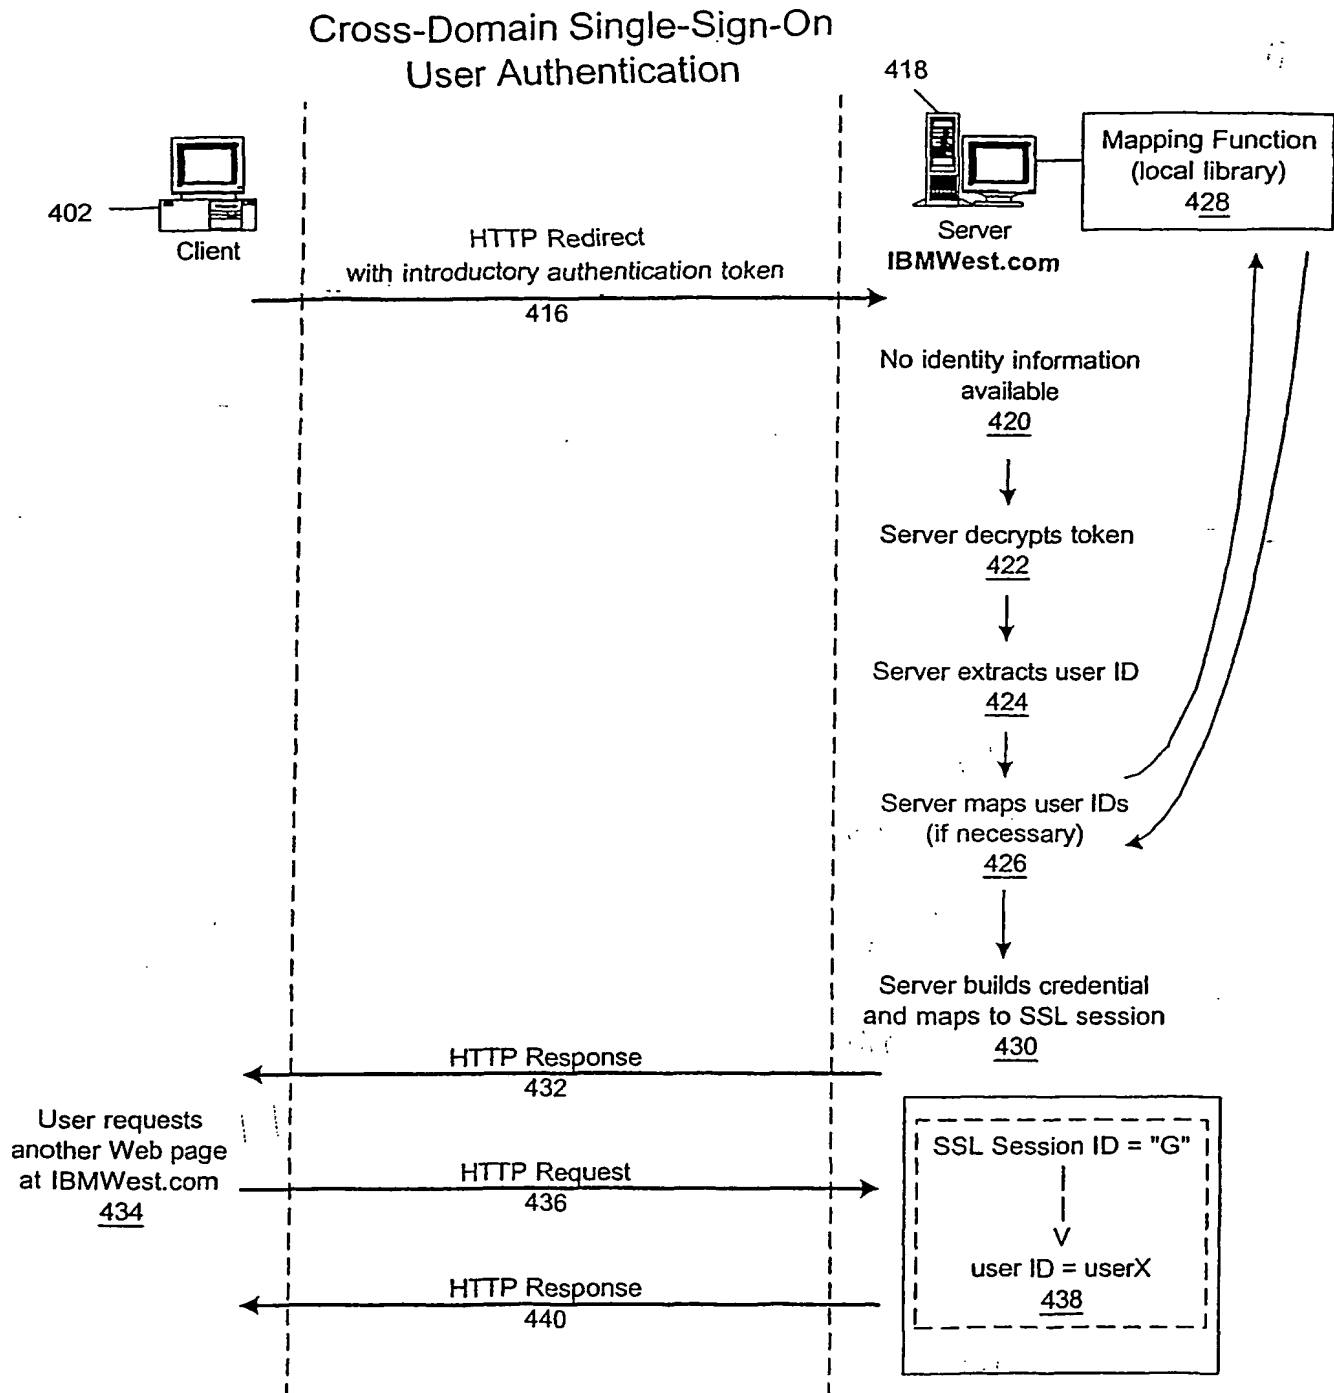 Cross-Domain Single-Sign-On
User Authentication
418
Mapping Function
(local library)
428
402
Client
Server
IBMWest.com
HTTP Redirect
with introductory authentication token
416
No identity information
available
420
Server decrypts token
422
Server extracts user ID
424
Server maps user IDs
(if necessary)
426
Server builds credential
and maps to SSL session
430
HTTP Response
432
User requests
another Web page
at IBMWest.com
434
HTTP Request
436
SSL Session ID = "G"
user ID = userX
438
HTTP Response
440